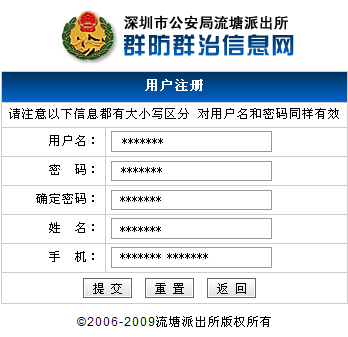 深圳市公安局流塘派出所
群防群治信息网
用户注册
请注意以下信息都有大小写区分 对用户名和密码同样有效
用户名： *******
密 码： *******
确定密码： *******
姓 名： *******
手 机： ******* *******
提 交 重 置 返 回
©2006-2009流塘派出所版权所有